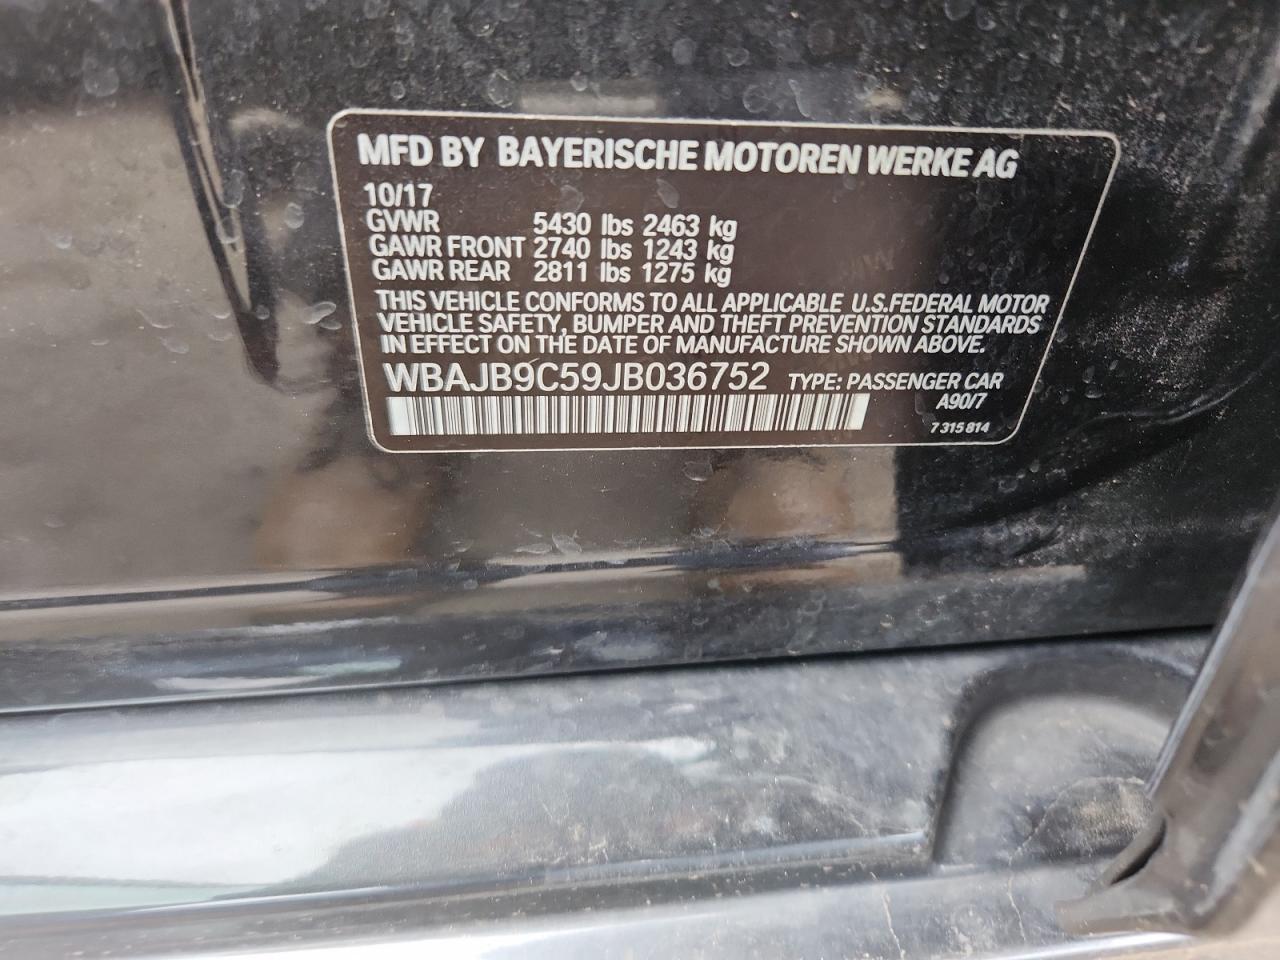 MFD BY BAYERISCHE MOTOREN WERKE AG
10/17
GVWR 5430 lbs 2463 kg
GAWR FRONT 2740 lbs 1243 kg
GAWR REAR 2811 lbs 1275 kg
THIS VEHICLE CONFORMS TO ALL APPLICABLE U.S.FEDERAL MOTOR
VEHICLE SAFETY, BUMPER AND THEFT PREVENTION STANDARDS
IN EFFECT ON THE DATE OF MANUFACTURE SHOWN ABOVE.
WBAJB9C59JB036752 TYPE: PASSENGER CAR
A90/7
7 315 814